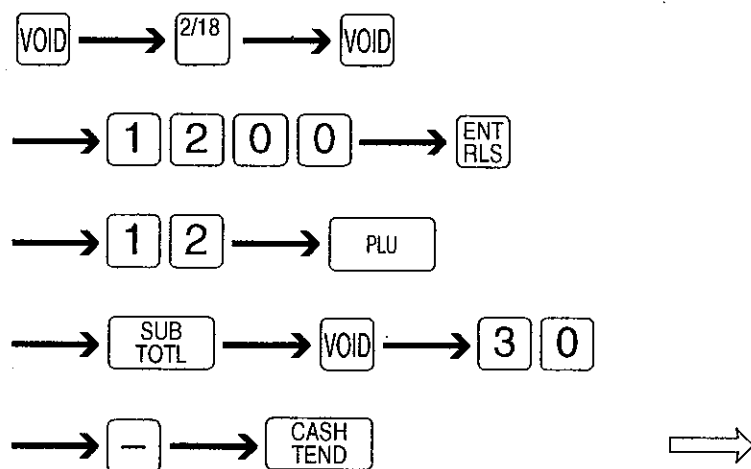 VOID 2/18 VOID
1 2 0 0 ENT RLS
1 2 PLU
SUB TOTL VOID 3 0
– CASH TEND